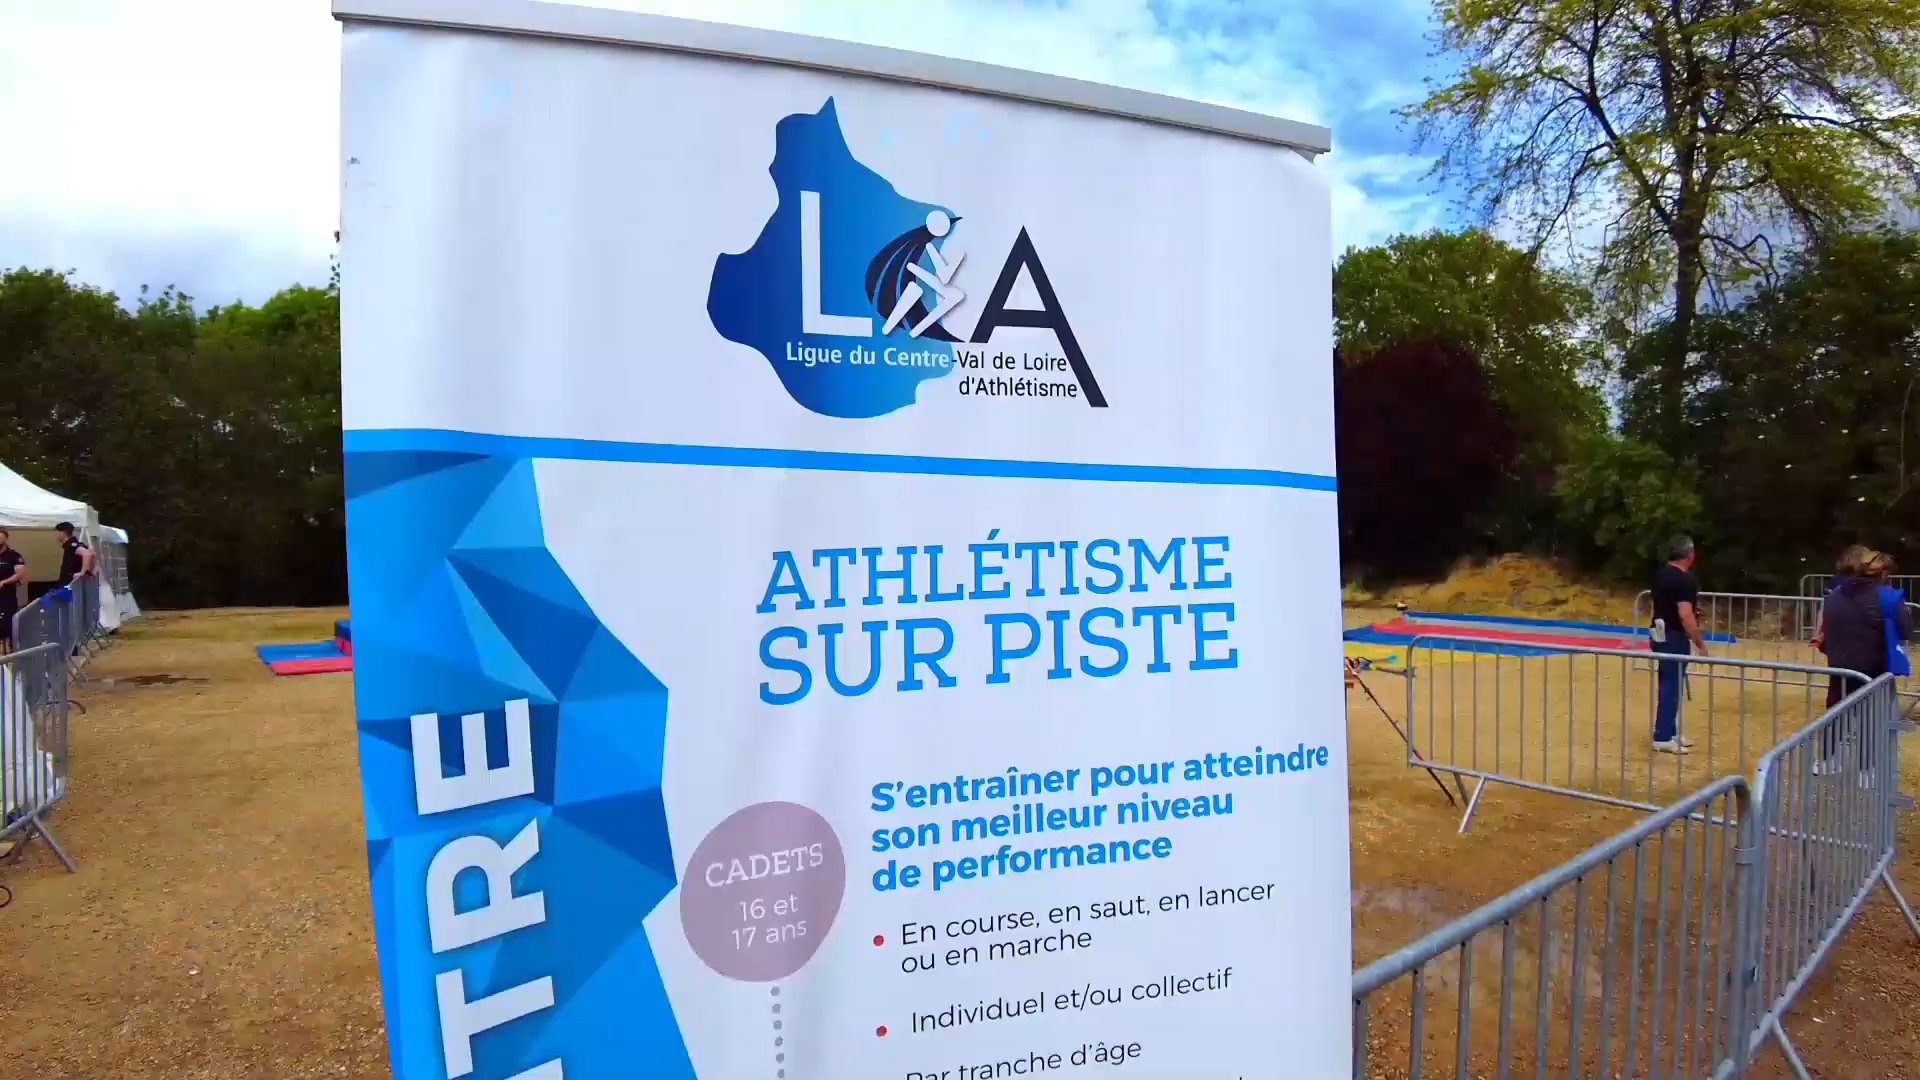 L A
Ligue du Centre-Val de Loire
d'Athlétisme
ATHLÉTISME
SUR PISTE
S'entraîner pour atteindre
son meilleur niveau
de performance
CADETS
16 et
17 ans
• En course, en saut, en lancer
ou en marche
• Individuel et/ou collectif
Par tranche d'âge
TRE